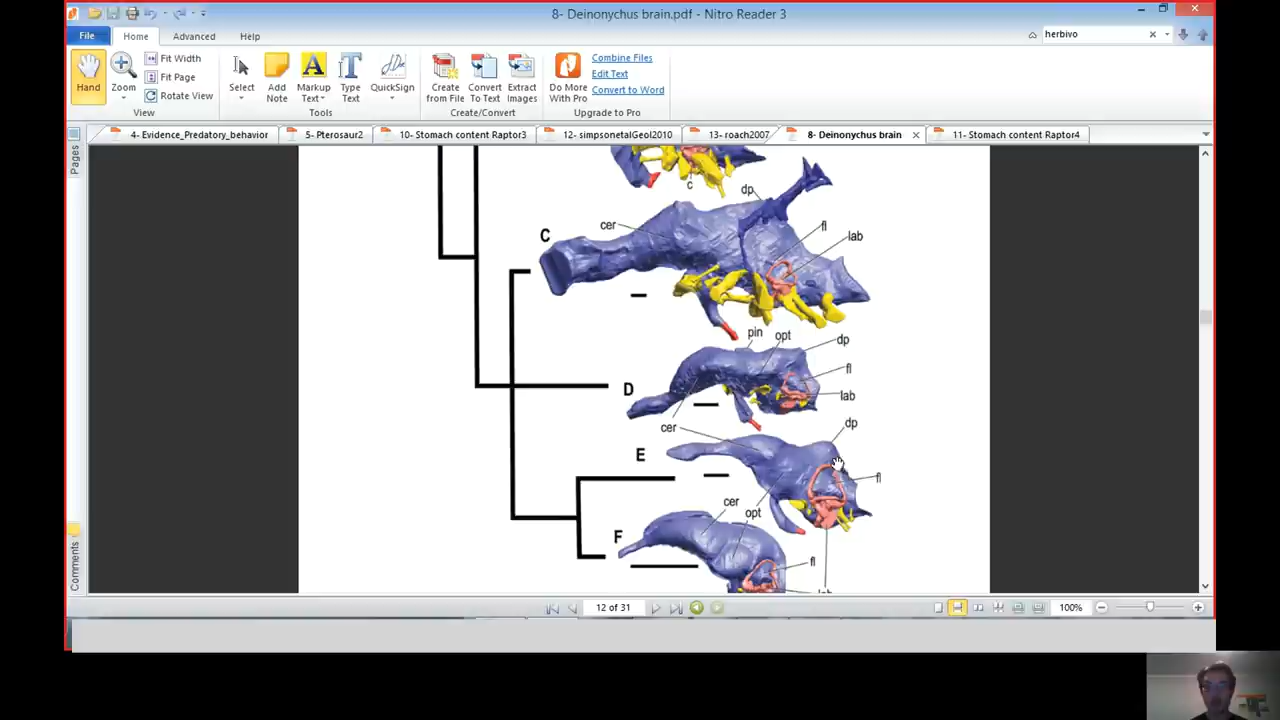 8- Deinonychus brain.pdf - Nitro Reader 3
File Home Advanced Help
herbivo
Hand
Zoom
Fit Width
Fit Page
Rotate View
View
Select
Add Note
Markup Text
Type Text
QuickSign
Tools
Create from File
Convert To Text
Extract Images
Create/Convert
Do More With Pro
Combine Files
Edit Text
Convert to Word
Upgrade to Pro
4- Evidence_Predatory_behavior
5- Pterosaur2
10- Stomach content Raptor3
12- simpsonetalGeol2010
13- roach2007
8- Deinonychus brain
11- Stomach content Raptor4
Pages
c
dp
cer
fl
C
lab
pin
opt
dp
fl
D
lab
cer
dp
E
fl
cer
opt
F
fl
Comments
12 of 31
100%